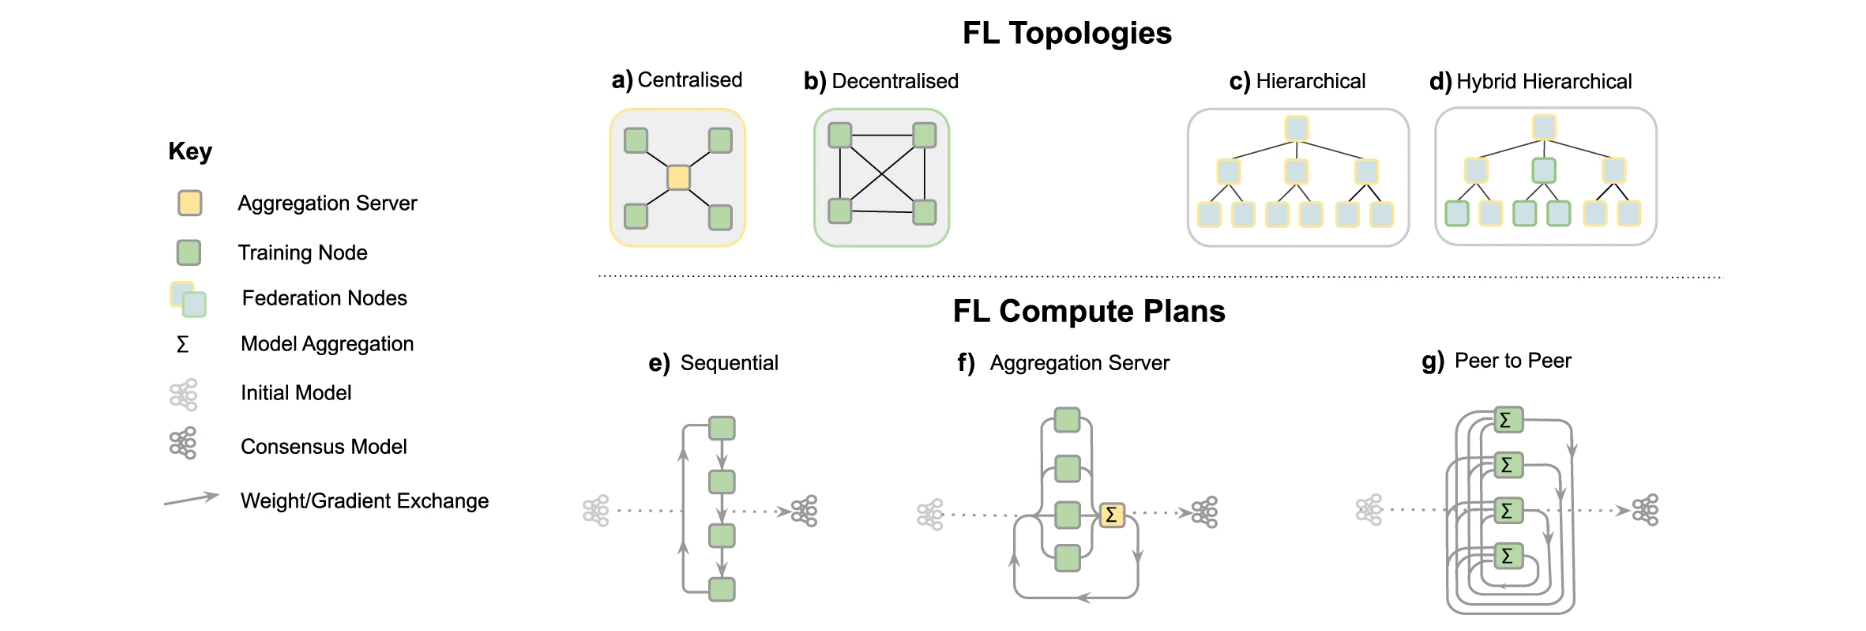 FL Topologies
a) Centralised
b) Decentralised
c) Hierarchical
d) Hybrid Hierarchical
Key
Aggregation Server
Training Node
Federation Nodes
Σ Model Aggregation
Initial Model
Consensus Model
Weight/Gradient Exchange
FL Compute Plans
e) Sequential
f) Aggregation Server
g) Peer to Peer
Σ
Σ
Σ
Σ
Σ